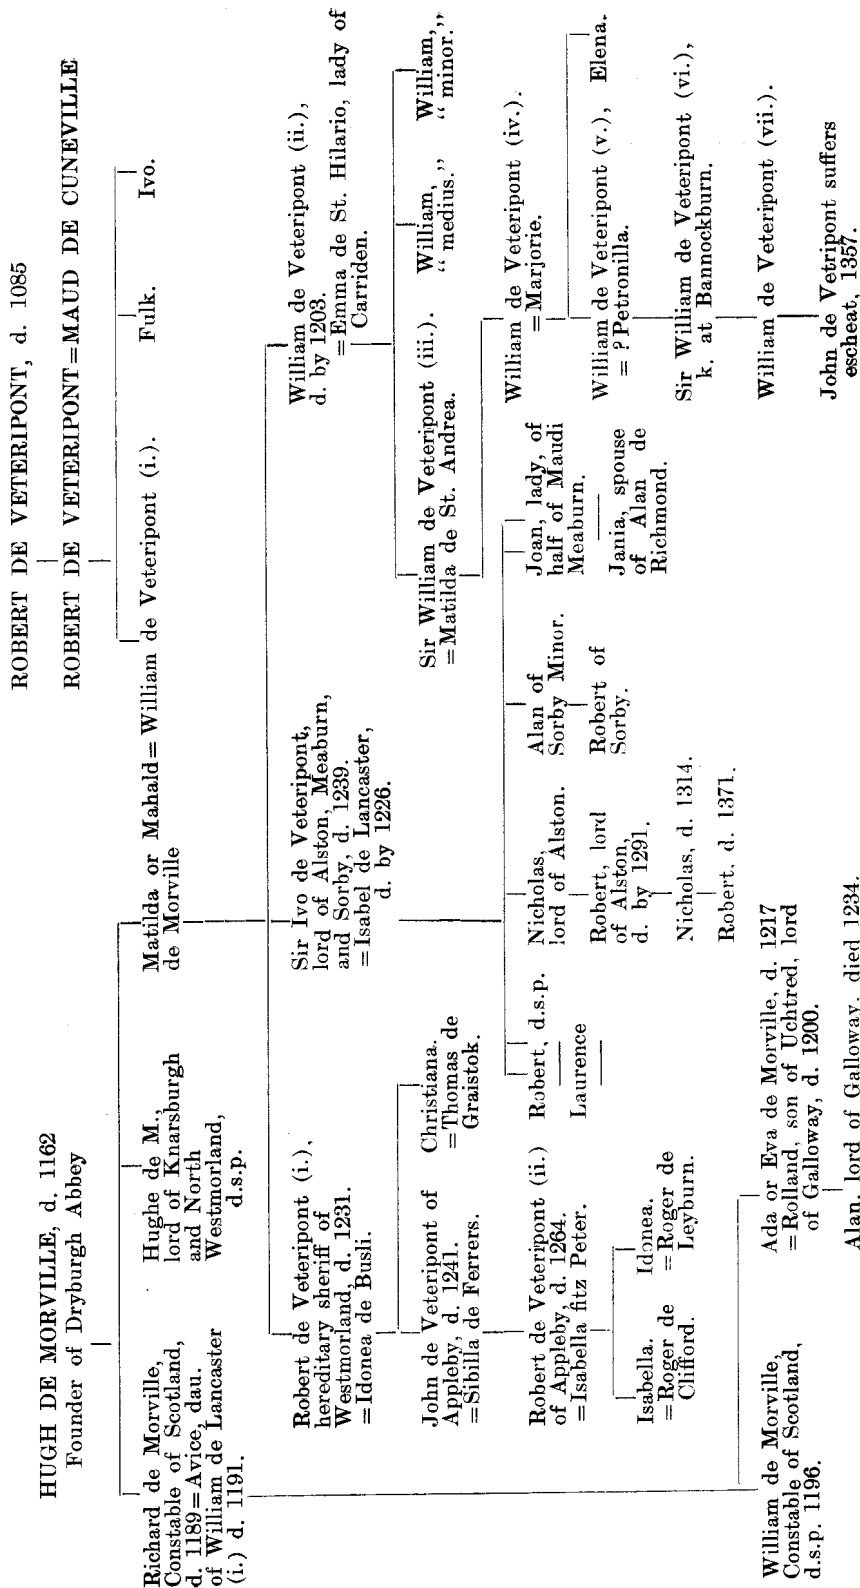 HUGH DE MORVILLE, d. 1162
Founder of Dryburgh Abbey
ROBERT DE VETERIPONT, d. 1085
ROBERT DE VETERIPONT=MAUD DE CUNEVILLE
Richard de Morville,
Constable of Scotland,
d. 1189=Avice, dau.
of William de Lancaster
(i.) d. 1191.
Hughe de M.,
lord of Knarsburgh
and North
Westmorland,
d.s.p.
Matilda or Mahald=William de Veteripont (i.).
de Morville
Fulk.
Ivo.
Robert de Veteripont (i.),
hereditary sheriff of
Westmorland, d. 1231.
=Idonea de Busli.
Sir Ivo de Veteripont,
lord of Alston, Meaburn,
and Sorby, d. 1239.
=Isabel de Lancaster,
d. by 1226.
William de Veteripont (ii.),
d. by 1203.
=Emma de St. Hilario, lady of
Carriden.
John de Veteripont of
Appleby, d. 1241.
=Sibilla de Ferrers.
Christiana.
=Thomas de
Graistok.
Sir William de Veteripont (iii.).
=Matilda de St. Andrea.
William,
“ medius.”
William,
“ minor.”
Robert de Veteripont (ii.)
of Appleby, d. 1264.
=Isabella fitz Peter.
Robert, d.s.p.
Laurence
Nicholas,
lord of Alston.
Robert, lord
of Alston,
d. by 1291.
Nicholas, d. 1314.
Robert, d. 1371.
Alan of
Sorby Minor.
Robert of
Sorby.
Joan, lady, of
half of Maudi
Meaburn.
Jania, spouse
of Alan de
Richmond.
William de Veteripont (iv.).
=Marjorie.
William de Veteripont (v.),
= ? Petronilla.
Elena.
Sir William de Veteripont (vi.),
k. at Bannockburn.
William de Veteripont (vii.).
John de Vetripont suffers
escheat, 1357.
Isabella.
=Roger de
Clifford.
Idonea.
=Roger de
Leyburn.
William de Morville,
Constable of Scotland,
d.s.p. 1196.
Ada or Eva de Morville, d. 1217
=Rolland, son of Uchtred, lord
of Galloway, d. 1200.
Alan, lord of Galloway, died 1234.